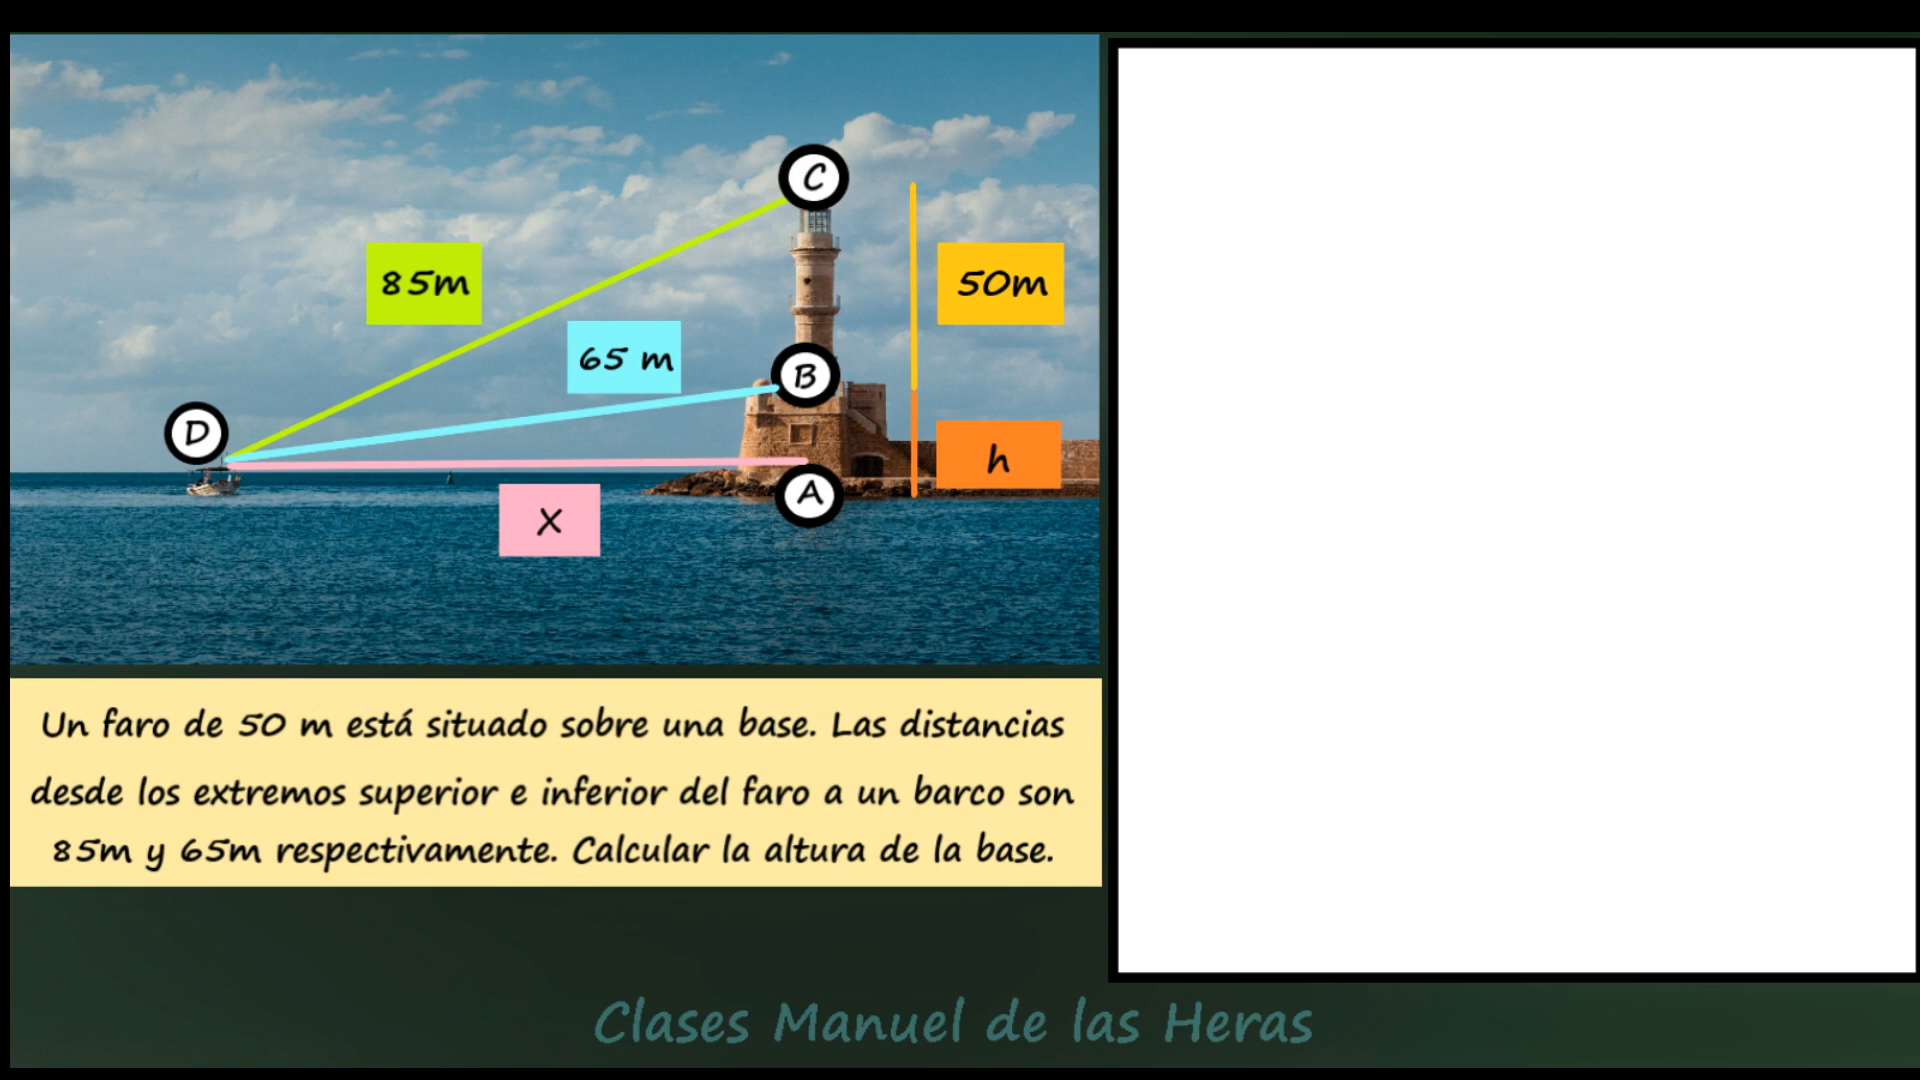 C
85m
50m
65 m
B
D
h
A
X
Un faro de 50 m está situado sobre una base. Las distancias
desde los extremos superior e inferior del faro a un barco son
85m y 65m respectivamente. Calcular la altura de la base.
Clases Manuel de las Heras